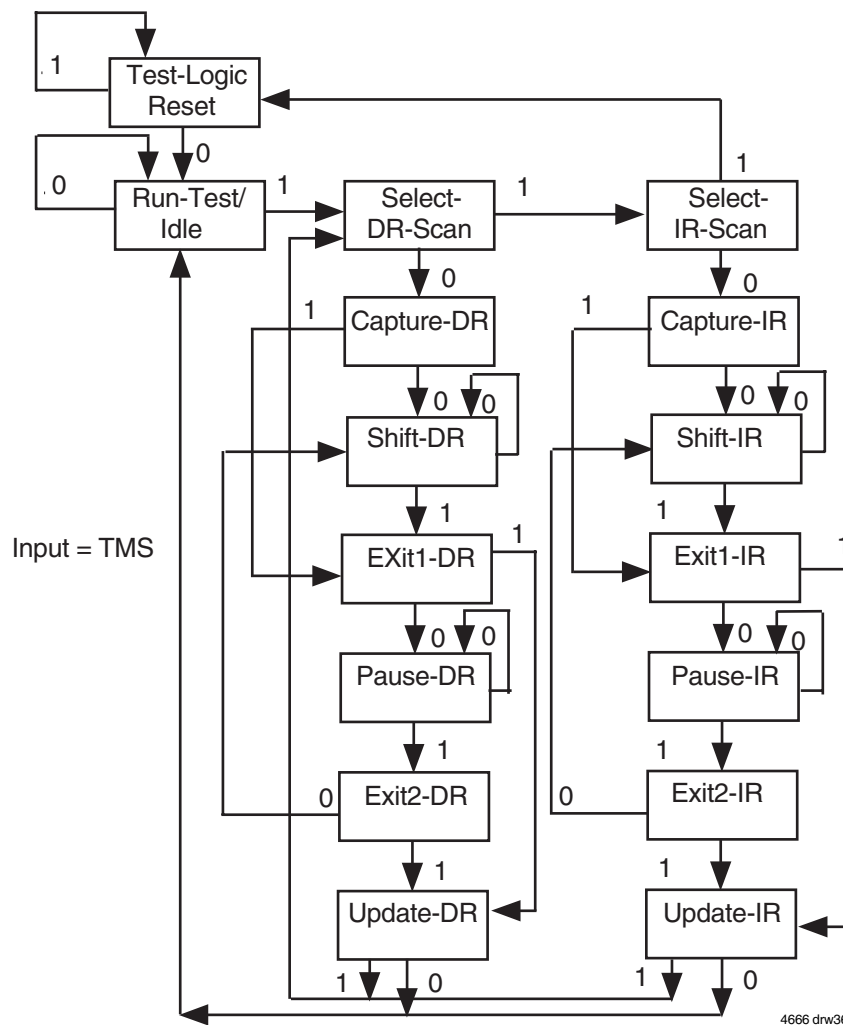 1
Test-Logic
Reset
0
1
0
Run-Test/
Idle
1
Select-
DR-Scan
1
Select-
IR-Scan
0
0
1
Capture-DR
1
Capture-IR
0
0
0
0
Shift-DR
Shift-IR
1
1
Input = TMS
EXit1-DR
1
Exit1-IR
1
0
0
0
0
Pause-DR
Pause-IR
1
1
0
Exit2-DR
0
Exit2-IR
1
1
Update-DR
Update-IR
1
0
1
0
4666 drw36